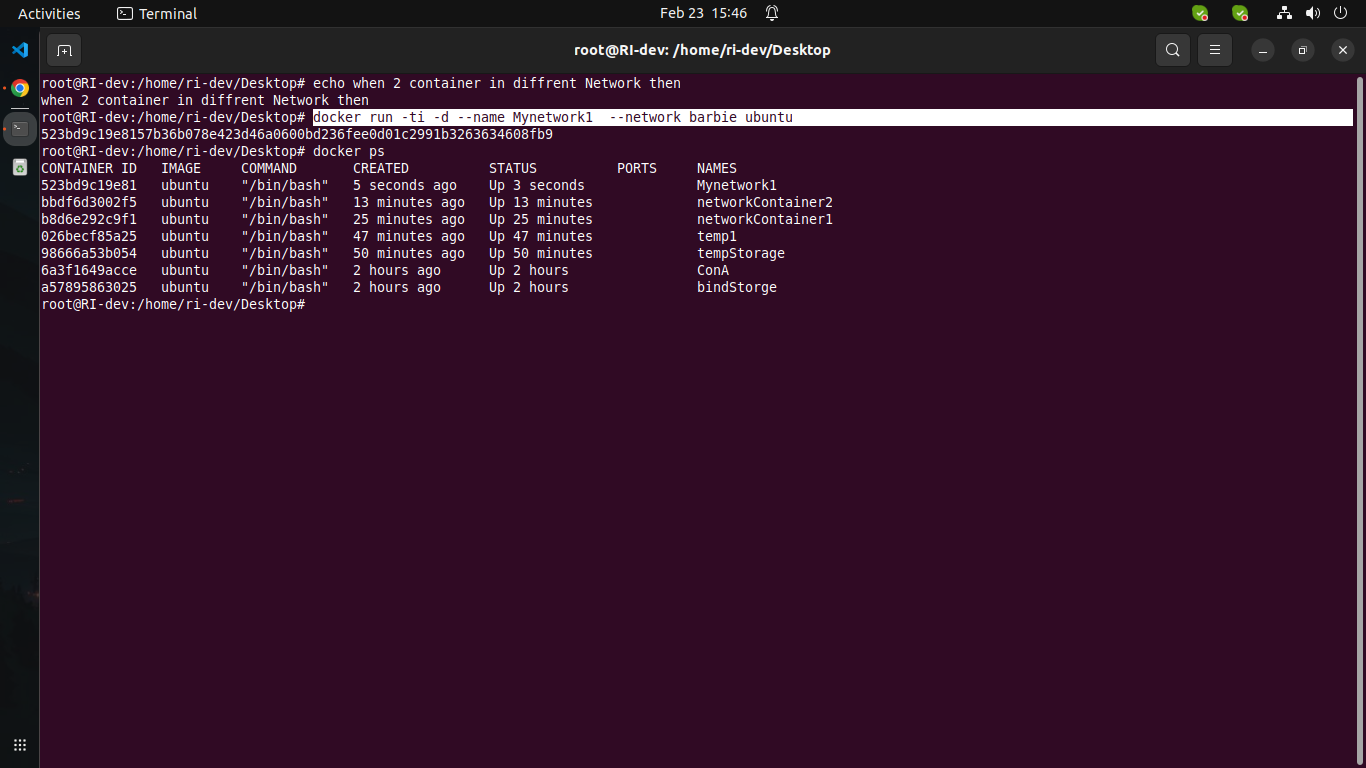 Activities Terminal Feb 23 15:46
root@RI-dev: /home/ri-dev/Desktop
root@RI-dev:/home/ri-dev/Desktop# echo when 2 container in diffrent Network then
when 2 container in diffrent Network then
root@RI-dev:/home/ri-dev/Desktop# docker run -ti -d --name Mynetwork1  --network barbie ubuntu
523bd9c19e8157b36b078e423d46a0600bd236fee0d01c2991b3263634608fb9
root@RI-dev:/home/ri-dev/Desktop# docker ps
CONTAINER ID   IMAGE     COMMAND       CREATED          STATUS          PORTS     NAMES
523bd9c19e81   ubuntu    "/bin/bash"   5 seconds ago    Up 3 seconds              Mynetwork1
bbdf6d3002f5   ubuntu    "/bin/bash"   13 minutes ago   Up 13 minutes             networkContainer2
b8d6e292c9f1   ubuntu    "/bin/bash"   25 minutes ago   Up 25 minutes             networkContainer1
026becf85a25   ubuntu    "/bin/bash"   47 minutes ago   Up 47 minutes             temp1
98666a53b054   ubuntu    "/bin/bash"   50 minutes ago   Up 50 minutes             tempStorage
6a3f1649acce   ubuntu    "/bin/bash"   2 hours ago      Up 2 hours                ConA
a57895863025   ubuntu    "/bin/bash"   2 hours ago      Up 2 hours                bindStorge
root@RI-dev:/home/ri-dev/Desktop#